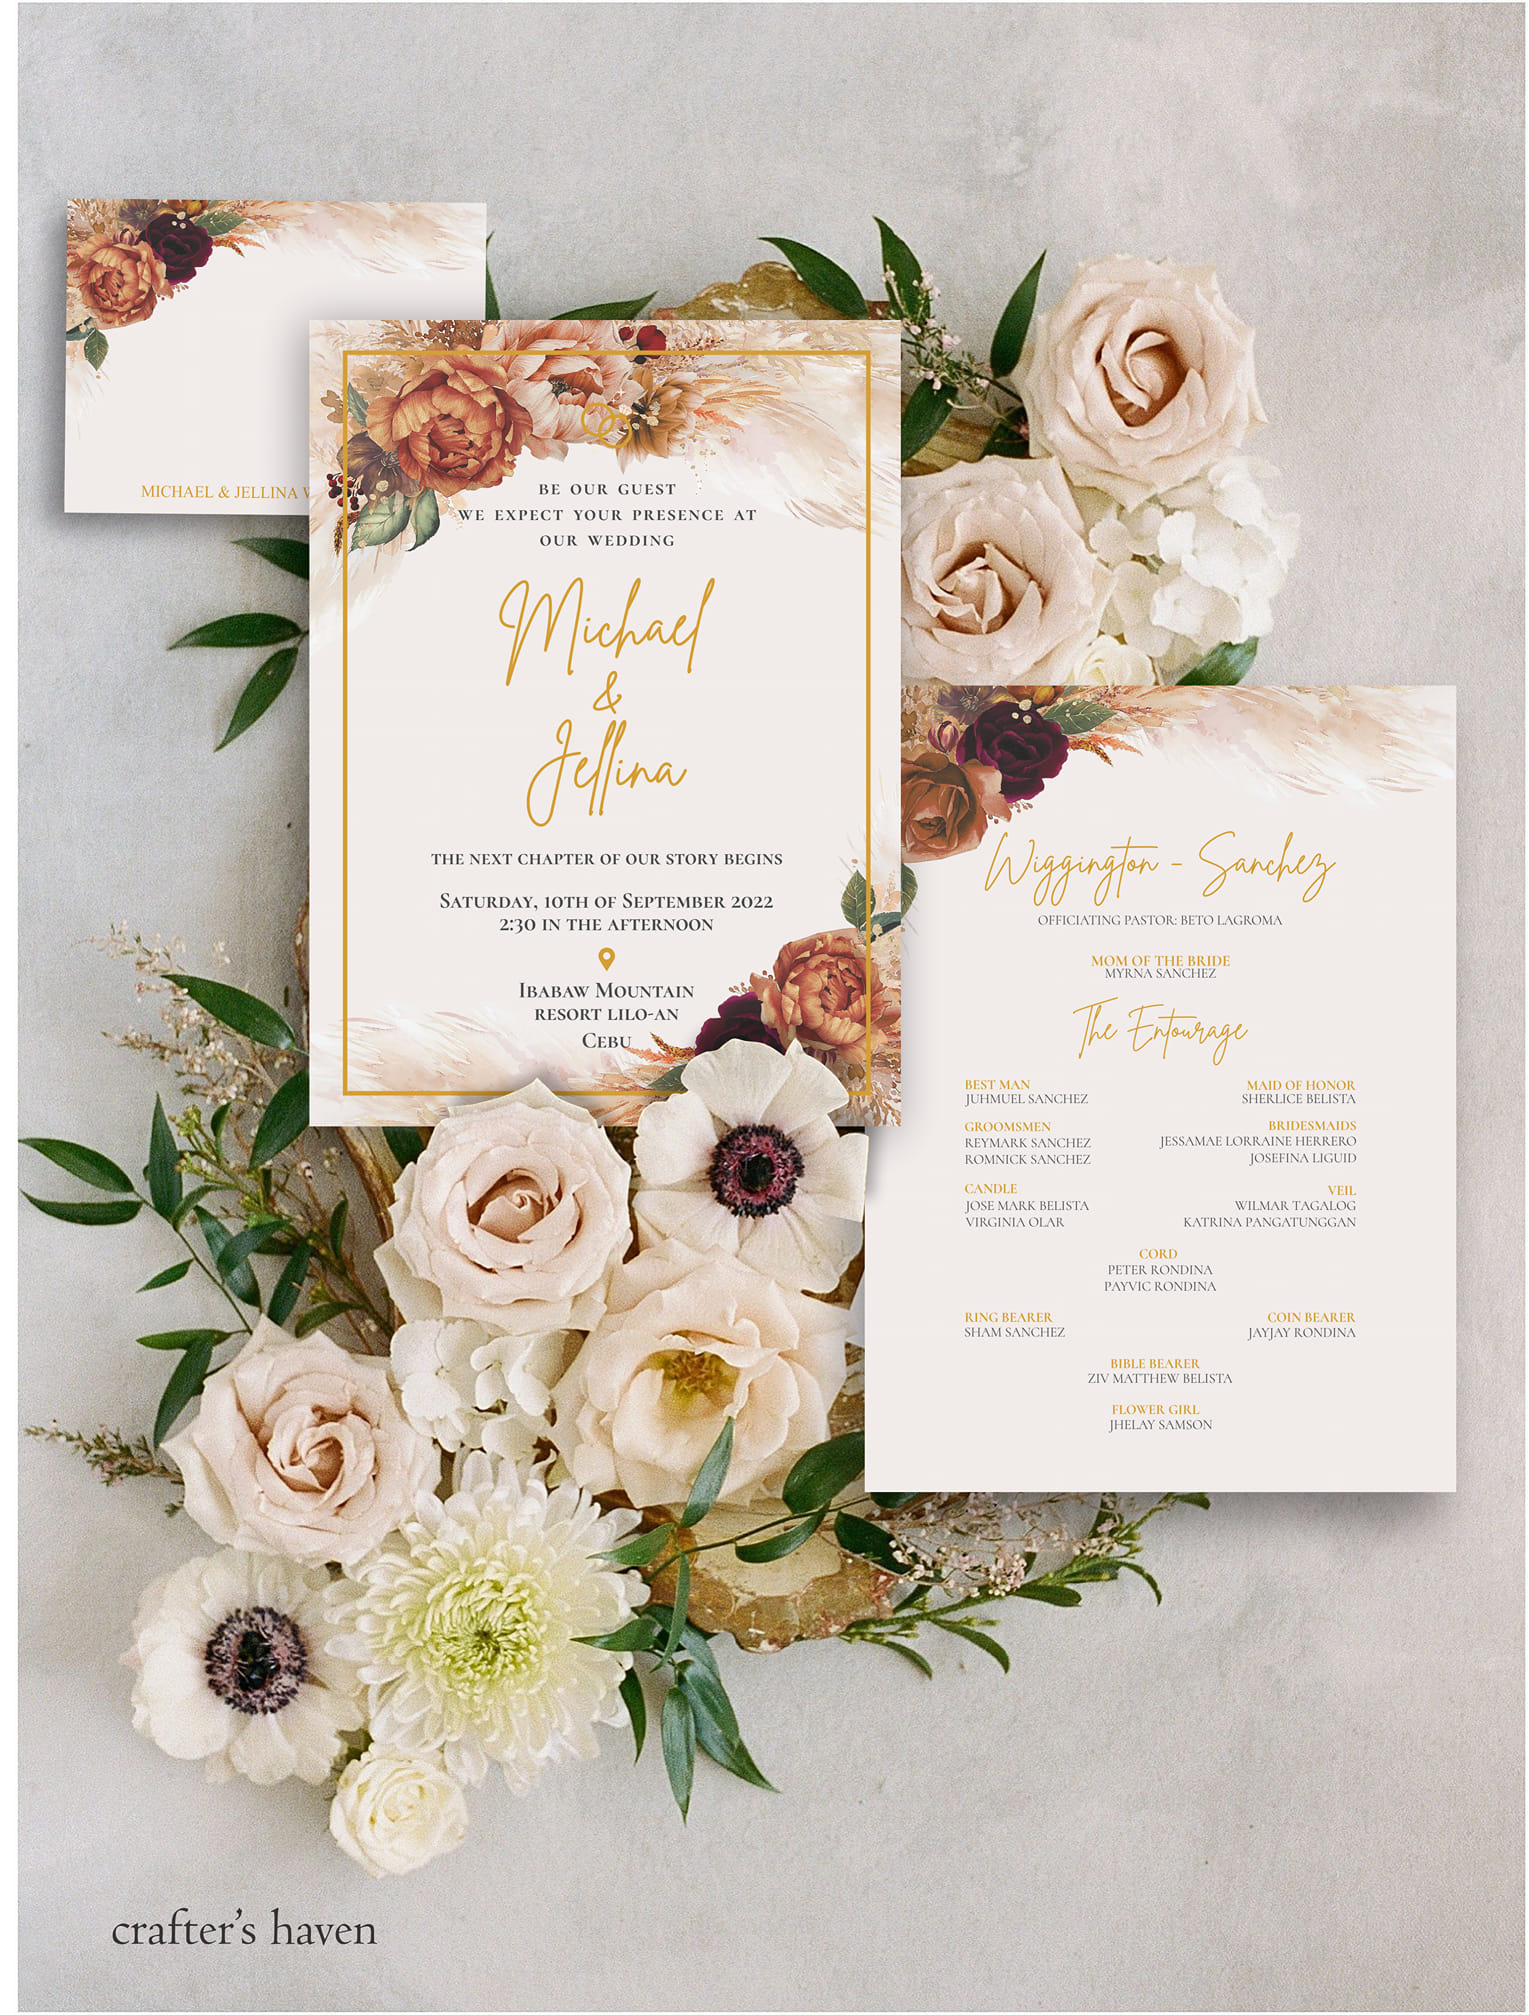 MICHAEL & JELLINA
BE OUR GUEST
WE EXPECT YOUR PRESENCE AT
OUR WEDDING
Michael
&
Jellina
THE NEXT CHAPTER OF OUR STORY BEGINS
SATURDAY, 10TH OF SEPTEMBER 2022
2:30 IN THE AFTERNOON
IBABAW MOUNTAIN
RESORT LILO-AN
CEBU
Wiggington - Sanchez
OFFICIATING PASTOR: BETO LAGROMA
MOM OF THE BRIDE
MYRNA SANCHEZ
The Entourage
BEST MAN
JUHMUEL SANCHEZ
MAID OF HONOR
SHERLICE BELISTA
GROOMSMEN
REYMARK SANCHEZ
ROMNICK SANCHEZ
BRIDESMAIDS
JESSAMAE LORRAINE HERRERO
JOSEFINA LIGUID
CANDLE
JOSE MARK BELISTA
VIRGINIA OLAR
VEIL
WILMAR TAGALOG
KATRINA PANGATUNGGAN
CORD
PETER RONDINA
PAYVIC RONDINA
RING BEARER
SHAM SANCHEZ
COIN BEARER
JAYJAY RONDINA
BIBLE BEARER
ZIV MATTHEW BELISTA
FLOWER GIRL
JHELAY SAMSON
crafter's haven